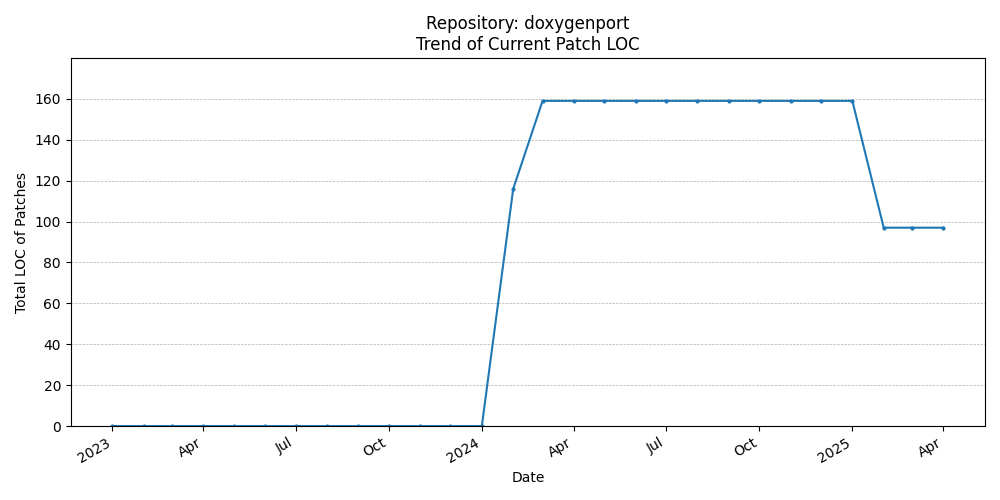 Repository: doxygenport
Trend of Current Patch LOC
Total LOC of Patches
160
140
120
100
80
60
40
20
0
2023
Apr
Jul
Oct
2024
Apr
Jul
Oct
2025
Apr
Date